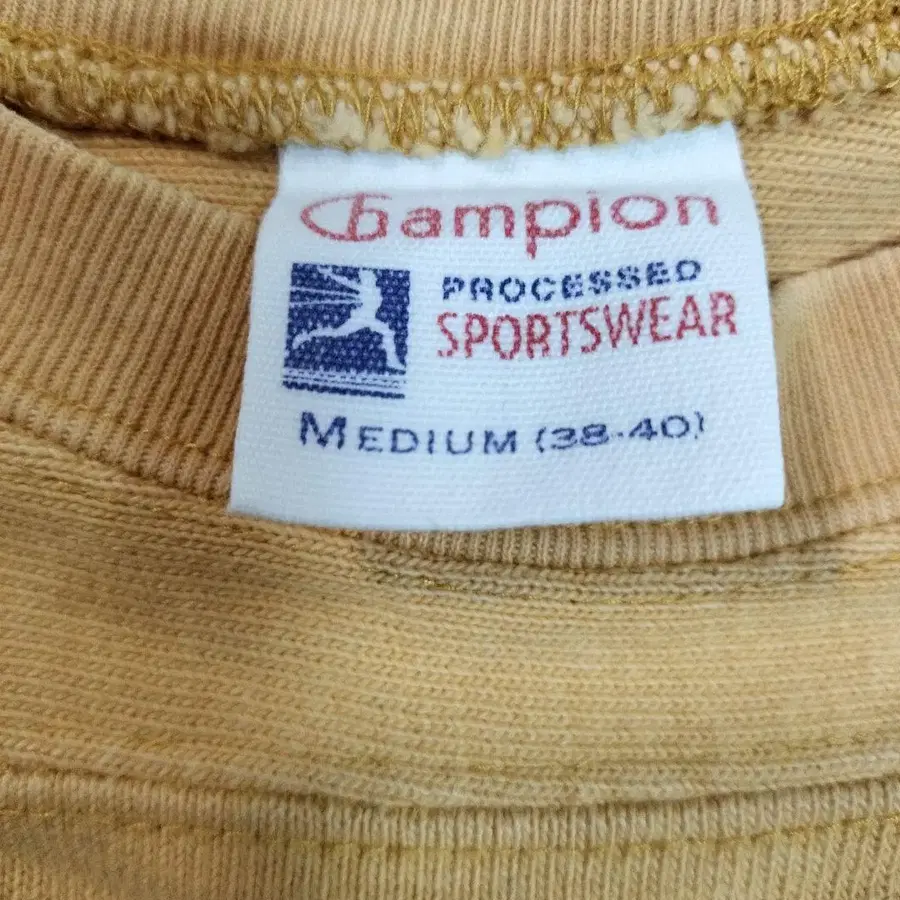 Champion
PROCESSED
SPORTSWEAR
MEDIUM (38-40)